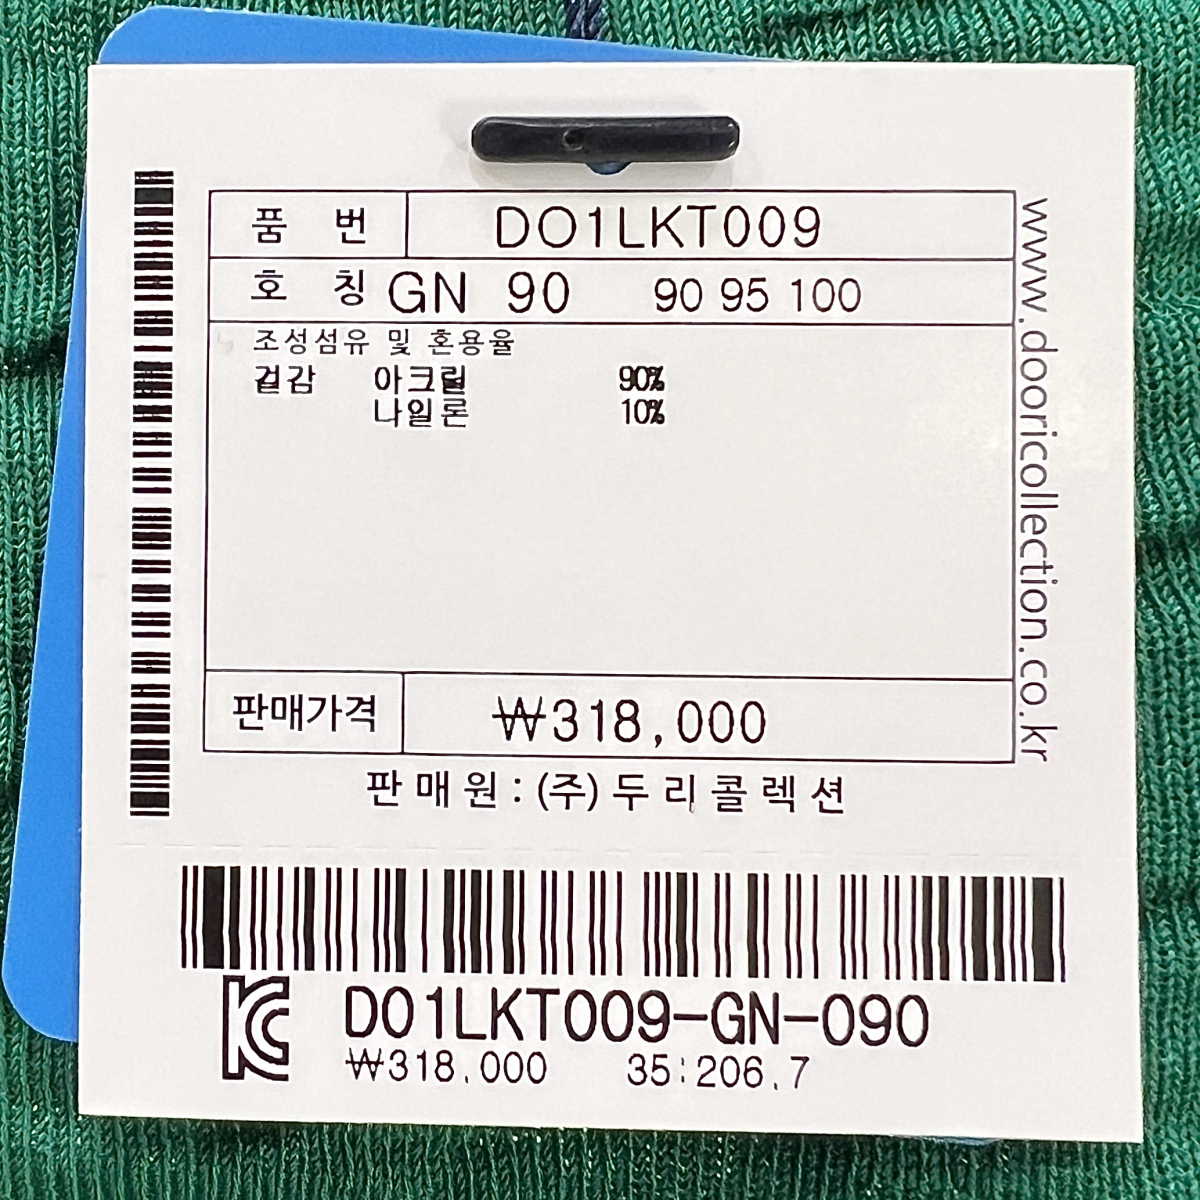 품 번 DO1LKT009
호 칭 GN 90 90 95 100
조성섬유 및 혼용율
겉감 아크릴 90%
나일론 10%
판매가격 ₩318,000
판매원 : (주)두리콜렉션
www.dooricollection.co.kr
KC
DO1LKT009-GN-090
₩318,000 35:206.7